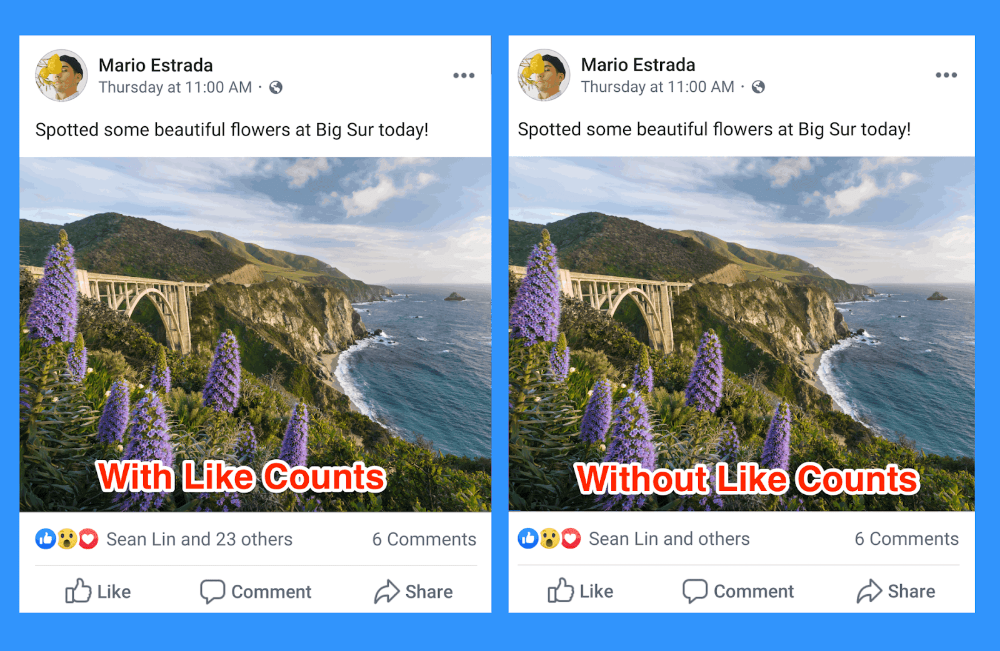 Mario Estrada
Thursday at 11:00 AM ·
Spotted some beautiful flowers at Big Sur today!
With Like Counts
Sean Lin and 23 others 6 Comments
Like Comment Share
Mario Estrada
Thursday at 11:00 AM ·
Spotted some beautiful flowers at Big Sur today!
Without Like Counts
Sean Lin and others 6 Comments
Like Comment Share